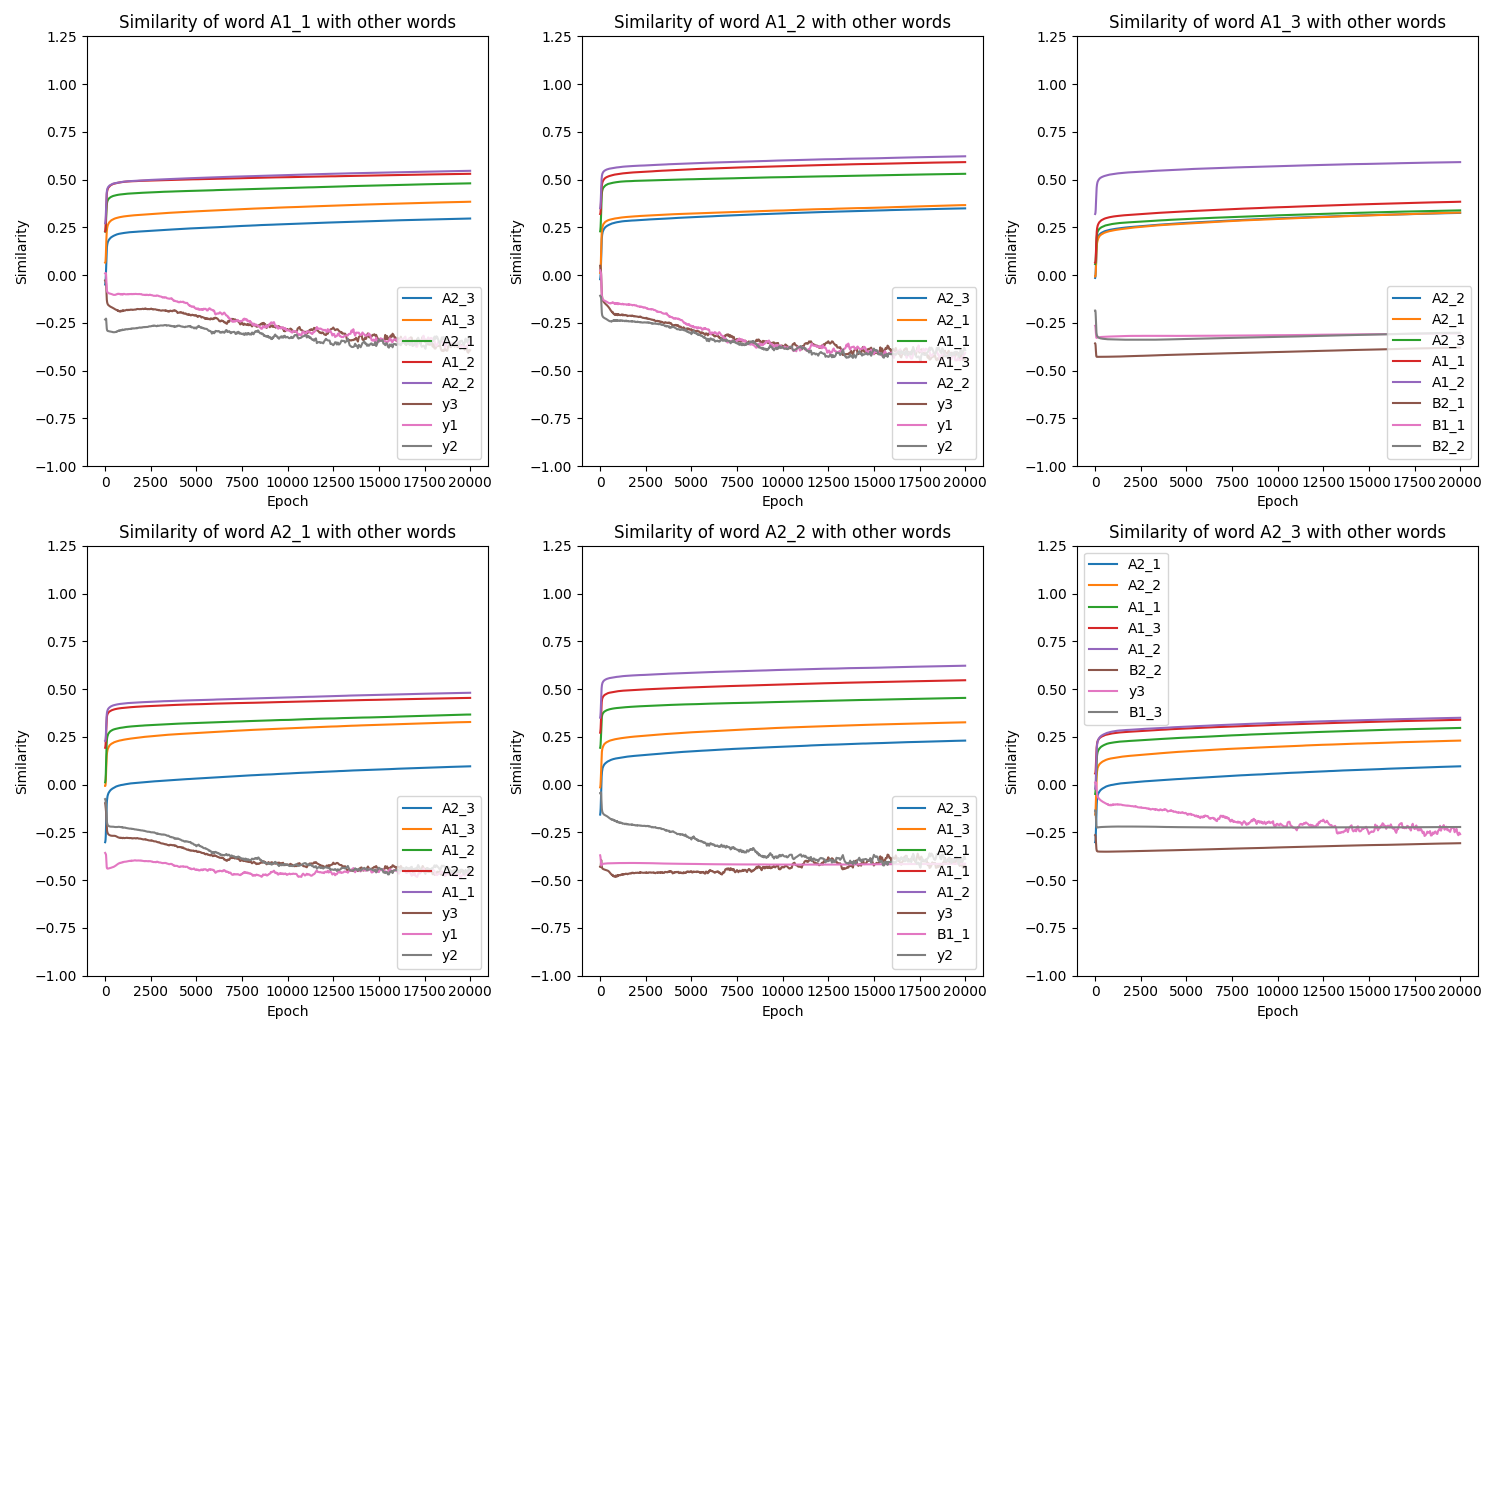 Similarity of word A1_1 with other words
1.25
1.00
0.75
0.50
0.25
0.00
−0.25
−0.50
−0.75
−1.00
Similarity
A2_3
A1_3
A2_1
A1_2
A2_2
y3
y1
y2
0 2500 5000 7500 10000 12500 15000 17500 20000
Epoch
Similarity of word A1_2 with other words
1.25
1.00
0.75
0.50
0.25
0.00
−0.25
−0.50
−0.75
−1.00
Similarity
A2_3
A2_1
A1_1
A1_3
A2_2
y3
y1
y2
0 2500 5000 7500 10000 12500 15000 17500 20000
Epoch
Similarity of word A1_3 with other words
1.25
1.00
0.75
0.50
0.25
0.00
−0.25
−0.50
−0.75
−1.00
Similarity
A2_2
A2_1
A2_3
A1_1
A1_2
B2_1
B1_1
B2_2
0 2500 5000 7500 10000 12500 15000 17500 20000
Epoch
Similarity of word A2_1 with other words
1.25
1.00
0.75
0.50
0.25
0.00
−0.25
−0.50
−0.75
−1.00
Similarity
A2_3
A1_3
A1_2
A2_2
A1_1
y3
y1
y2
0 2500 5000 7500 10000 12500 15000 17500 20000
Epoch
Similarity of word A2_2 with other words
1.25
1.00
0.75
0.50
0.25
0.00
−0.25
−0.50
−0.75
−1.00
Similarity
A2_3
A1_3
A2_1
A1_1
A1_2
y3
B1_1
y2
0 2500 5000 7500 10000 12500 15000 17500 20000
Epoch
Similarity of word A2_3 with other words
1.25
1.00
0.75
0.50
0.25
0.00
−0.25
−0.50
−0.75
−1.00
Similarity
A2_1
A2_2
A1_1
A1_3
A1_2
B2_2
y3
B1_3
0 2500 5000 7500 10000 12500 15000 17500 20000
Epoch